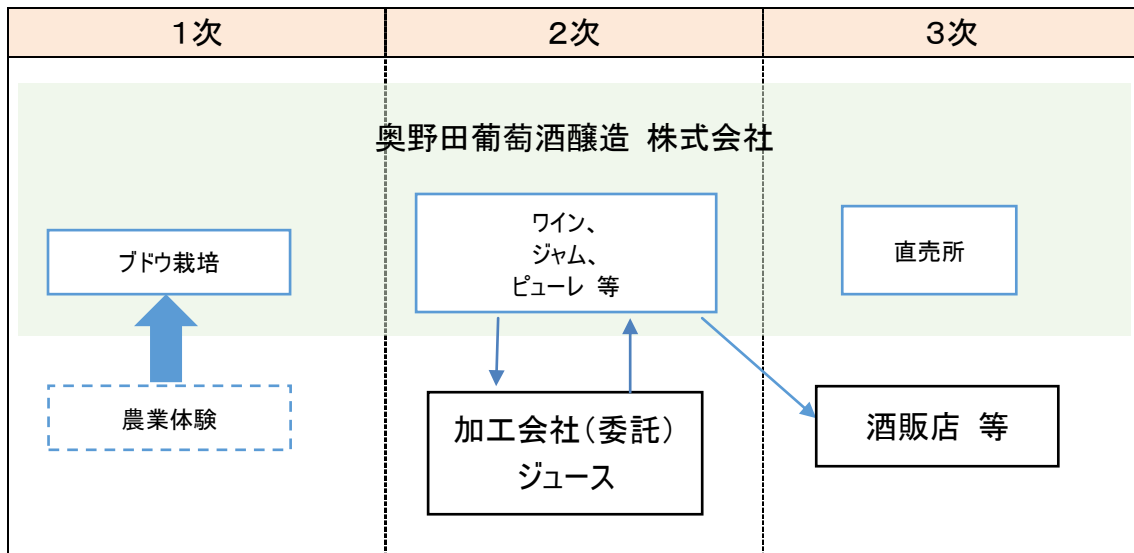 1次
2次
3次
奥野田葡萄酒醸造 株式会社
ブドウ栽培
ワイン、
ジャム、
ピューレ 等
直売所
農業体験
加工会社(委託)
ジュース
酒販店 等